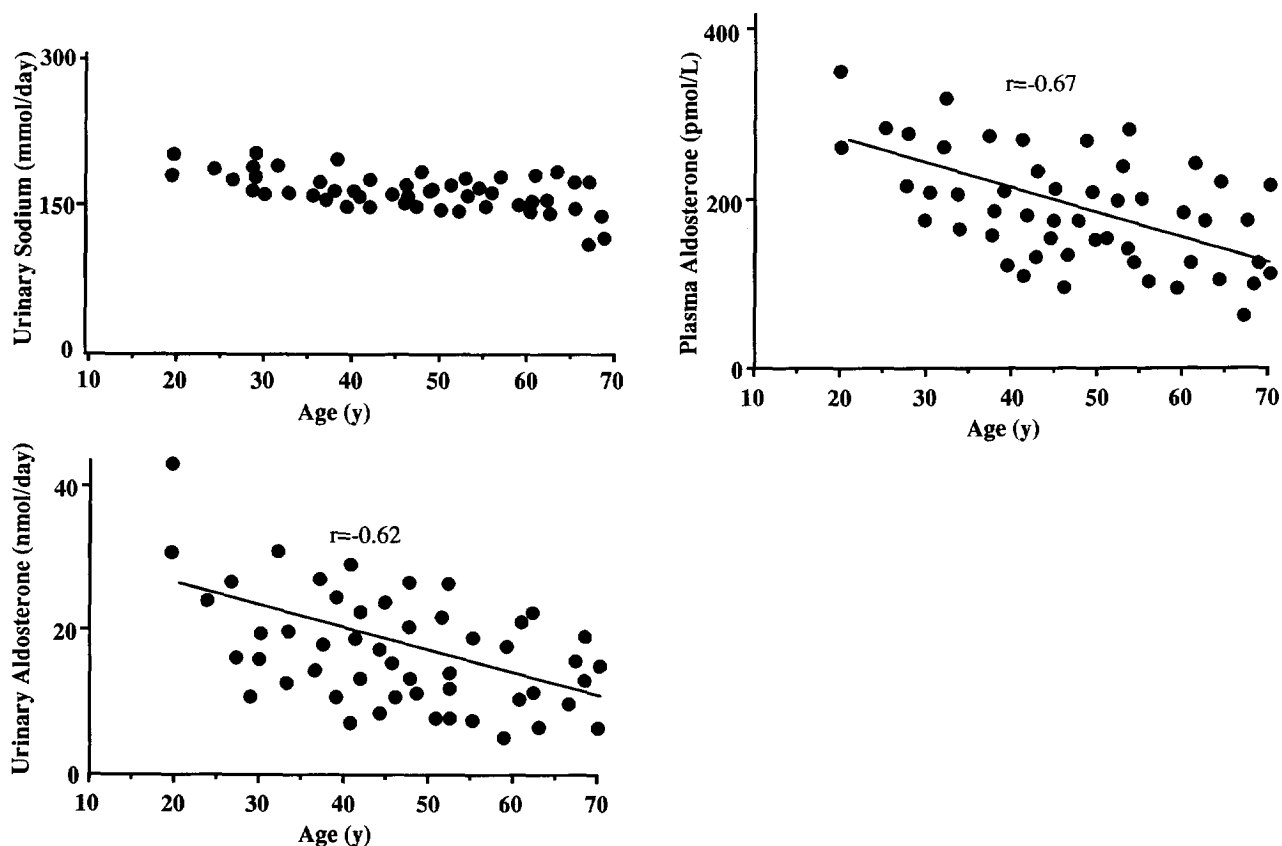 Urinary Sodium (mmol/day)
300
150
0
10 20 30 40 50 60 70
Age (y)
Plasma Aldosterone (pmol/L)
400
200
0
r=-0.67
10 20 30 40 50 60 70
Age (y)
Urinary Aldosterone (nmol/day)
40
20
0
r=-0.62
10 20 30 40 50 60 70
Age (y)